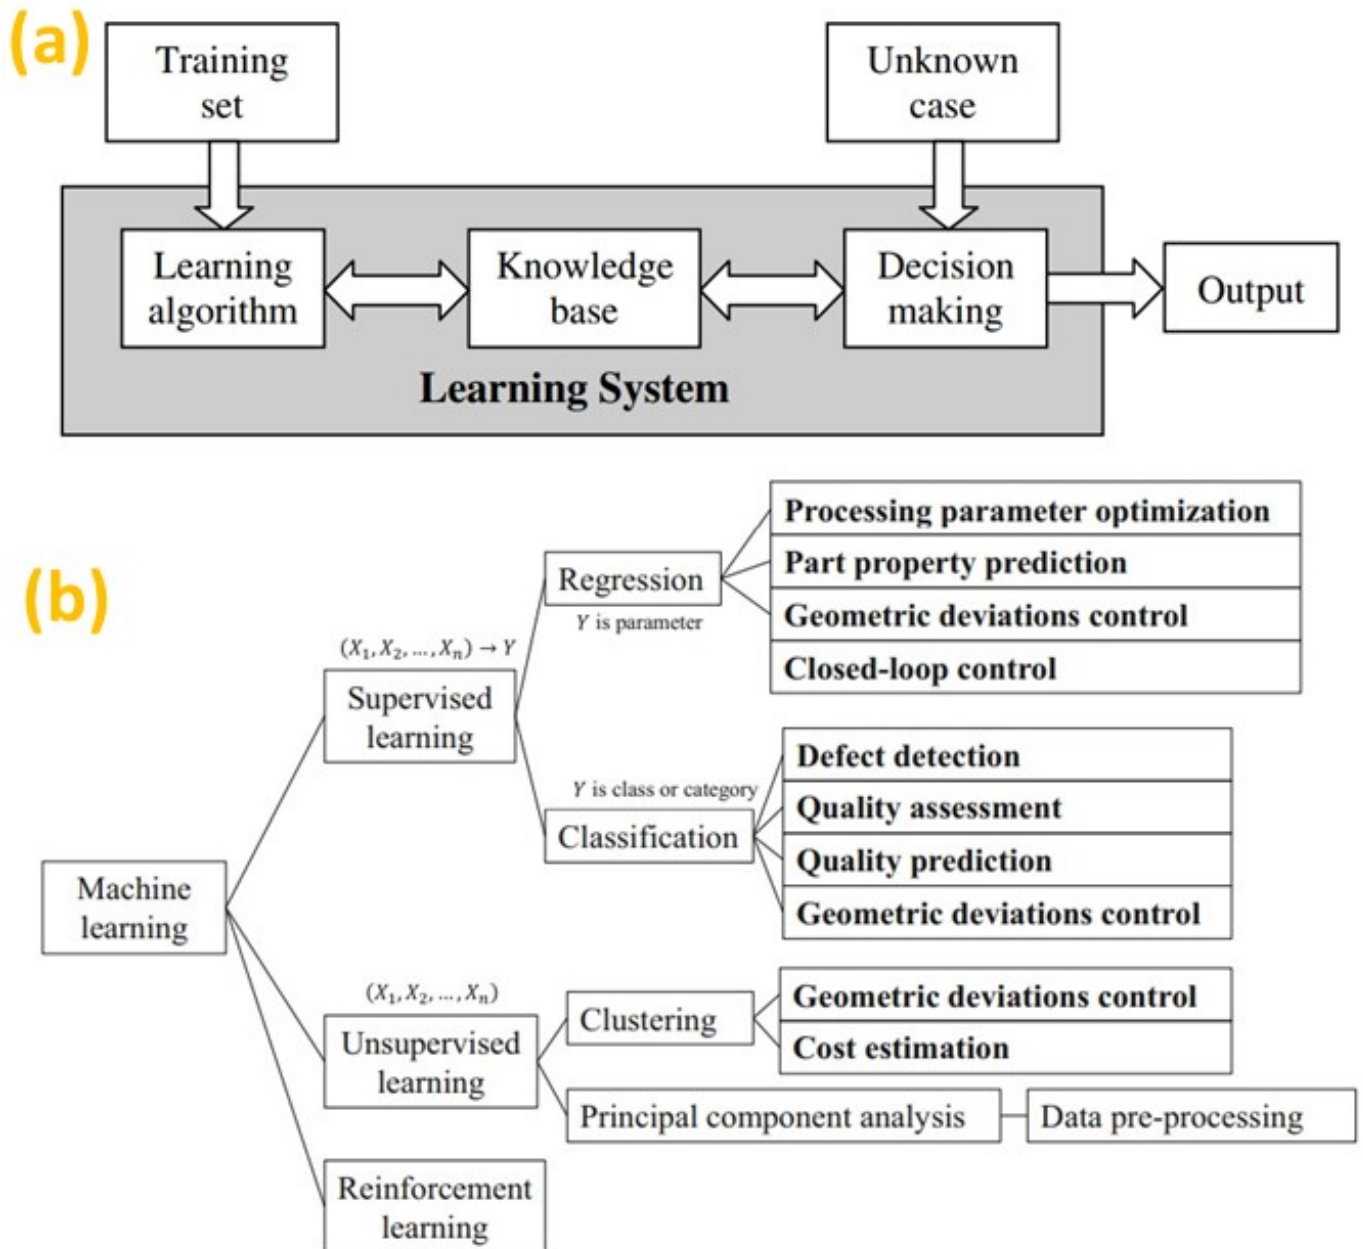 (a)
Training
set
Unknown
case
Learning
algorithm
Knowledge
base
Decision
making
Output
Learning System
(b)
Machine
learning
(X₁, X₂, ..., Xₙ) → Y
Supervised
learning
Regression
Y is parameter
Processing parameter optimization
Part property prediction
Geometric deviations control
Closed-loop control
Y is class or category
Classification
Defect detection
Quality assessment
Quality prediction
Geometric deviations control
(X₁, X₂, ..., Xₙ)
Unsupervised
learning
Clustering
Geometric deviations control
Cost estimation
Principal component analysis
Data pre-processing
Reinforcement
learning